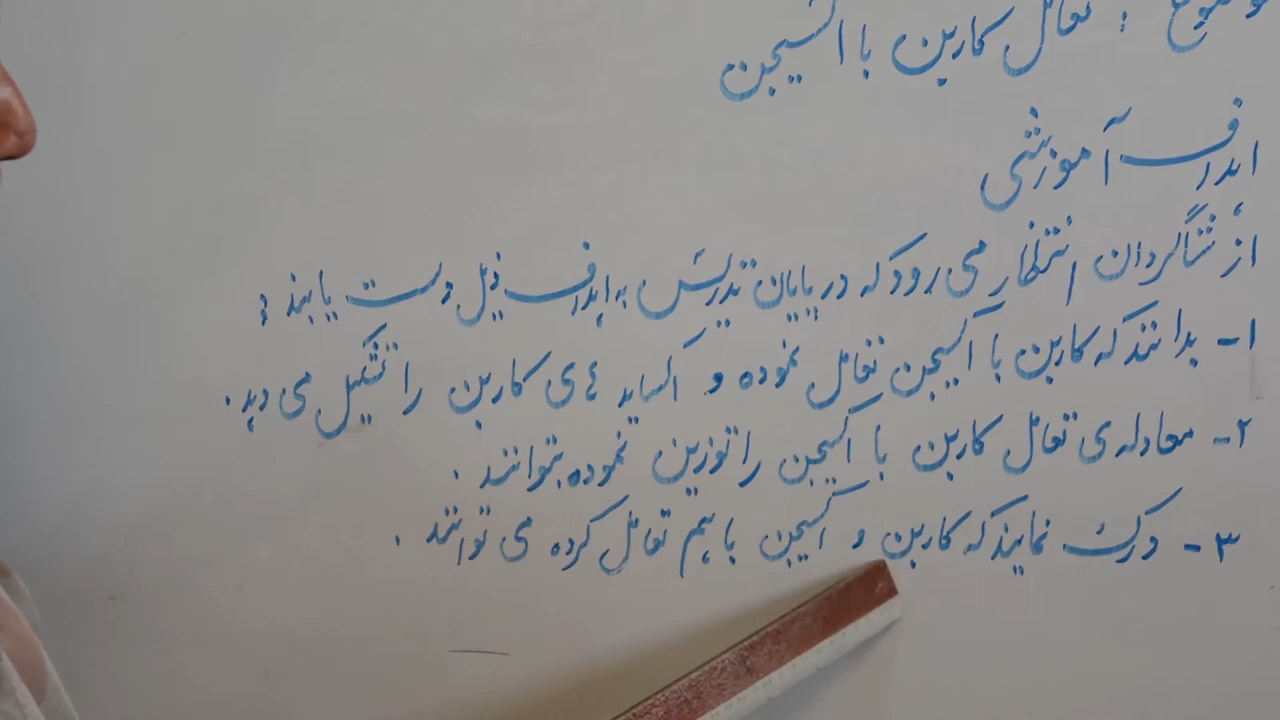 موضوع : تعامل کاربن با اکسیجن
اهداف آموزشی
از شاگردان انتظار می رود که در پایان تدریس به اهداف ذیل دست یابند :
۱- بدانند که کاربن با اکسیجن تعامل نموده و اکساید های کاربن را تشکیل می دهد.
۲- معادله ی تعامل کاربن با اکسیجن را توزین نموده بتوانند .
۳- درک نمایند که کاربن و اکسیجن باهم تعامل کرده می توانند .